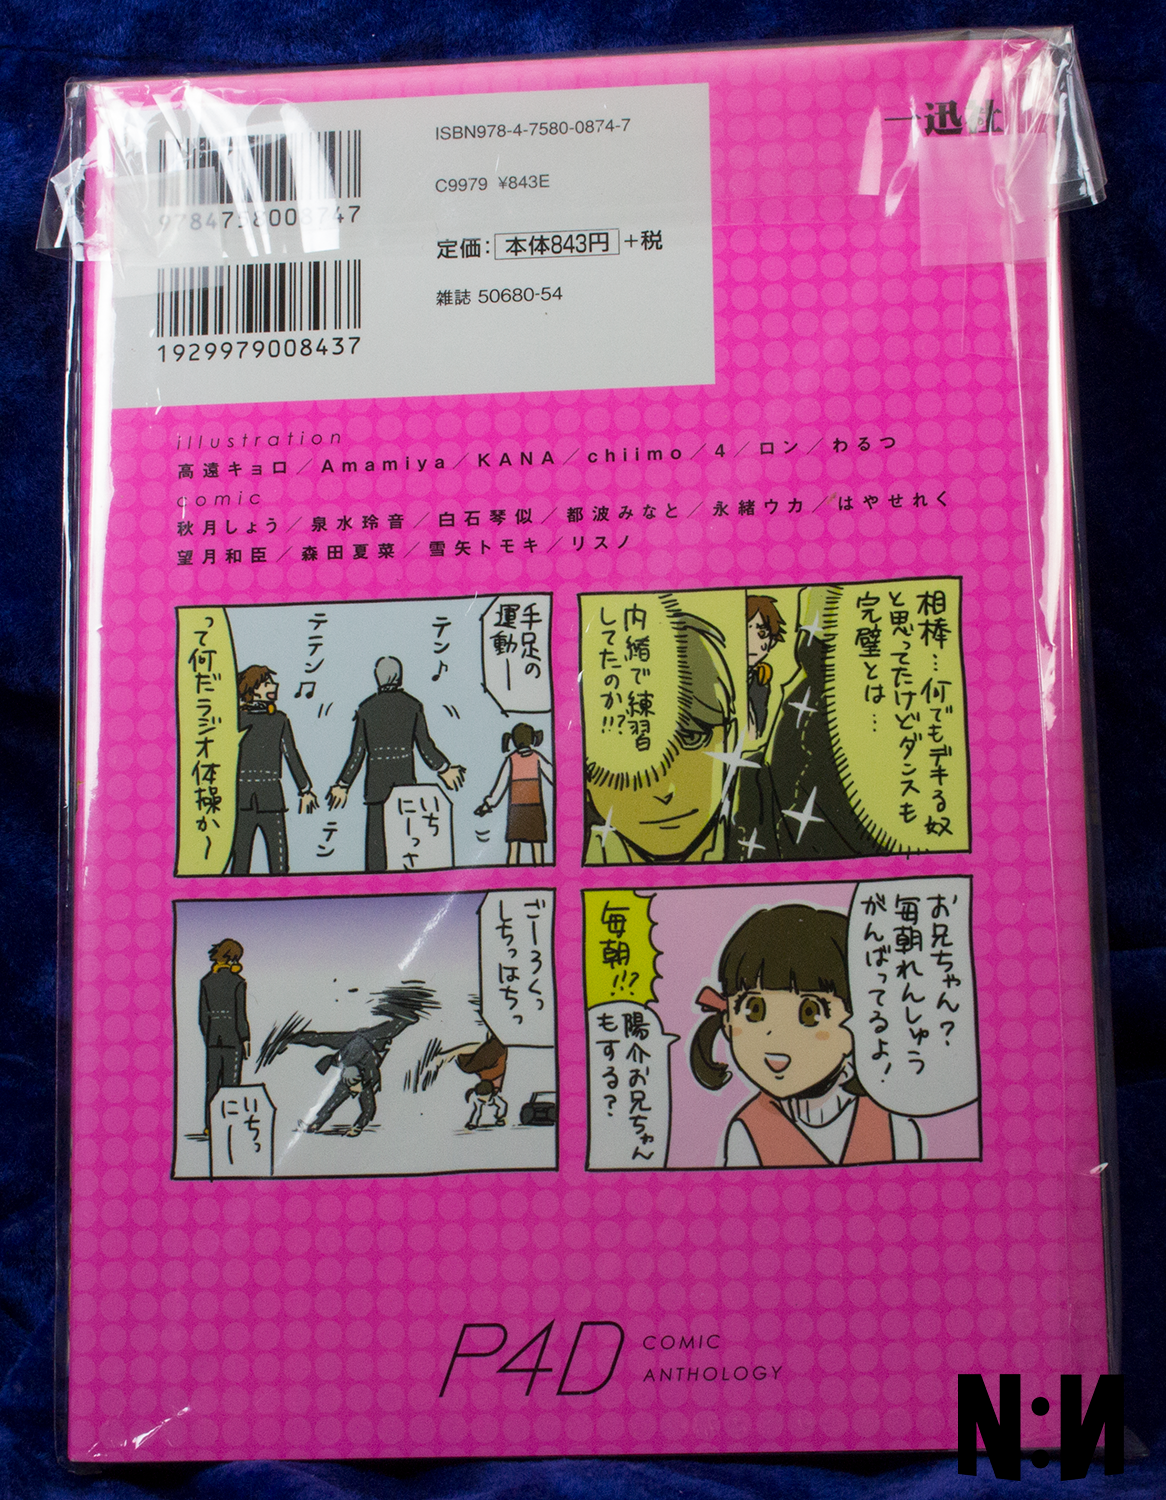 一迅社
ISBN978-4-7580-0874-7
9784758008747
C9979 ¥843E
定価：本体843円＋税
雑誌 50680-54
1929979008437
illustration
高遠キョロ／Amamiya／KANA／chiimo／4／ロン／わるつ
comic
秋月しょう／泉水玲音／白石琴似／都波みなと／永緒ウカ／はやせれく
望月和臣／森田夏菜／雪矢トモキ／リスノ
相棒…何でもデキる奴
と思ってたけどダンスも
完璧とは…
内緒で練習
してたのか!!?
お兄ちゃん？
毎朝れんしゅう
がんばってるよ！
毎朝!!?
陽介お兄ちゃん
もする？
手足の
運動ー
テン♪
テテン♫
テン
いち
にーっさ
って何だラジオ体操か〜
ごーろくっ
しちっはちっ
いちっ
にー
P4D
COMIC
ANTHOLOGY
N:N